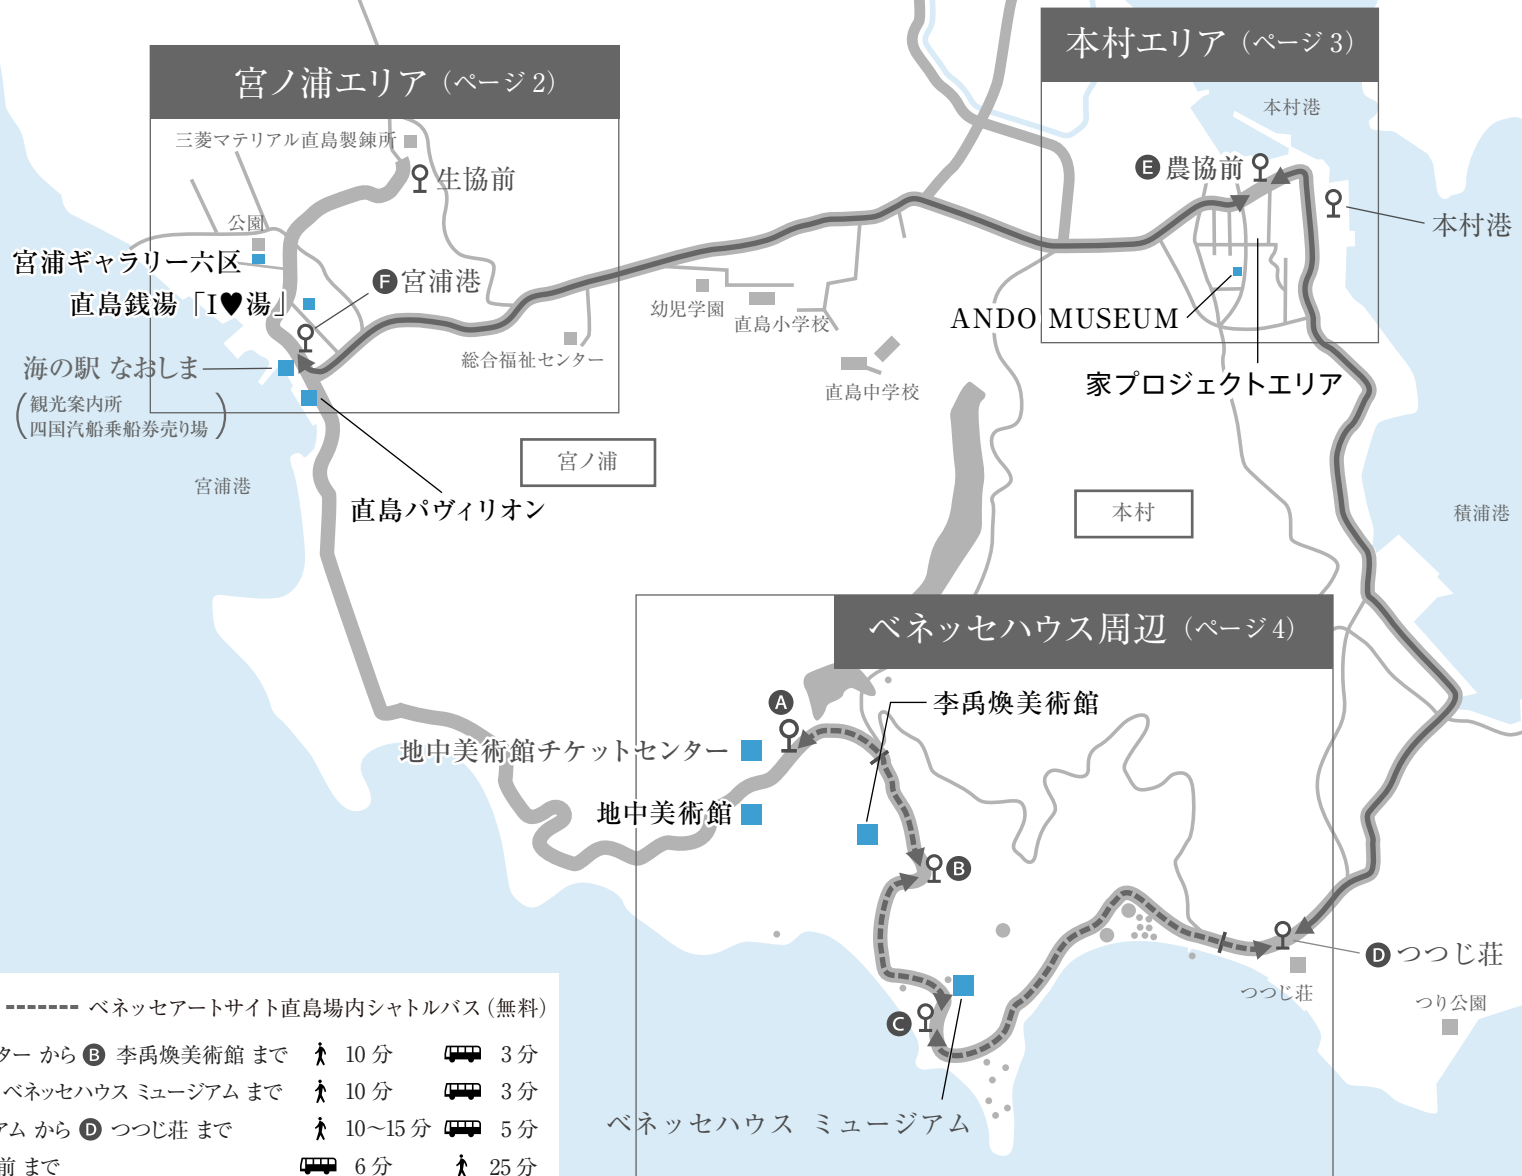 宮ノ浦エリア（ページ 2）
三菱マテリアル直島製錬所
生協前
公園
宮浦ギャラリー六区
直島銭湯「I♥湯」
F 宮浦港
海の駅 なおしま
（観光案内所
四国汽船乗船券売り場）
総合福祉センター
宮浦港
直島パヴィリオン
宮ノ浦
幼児学園
直島小学校
直島中学校
本村エリア（ページ 3）
本村港
E 農協前
本村港
ANDO MUSEUM
家プロジェクトエリア
本村
積浦港
ベネッセハウス周辺（ページ 4）
A
李禹煥美術館
地中美術館チケットセンター
地中美術館
B
D つつじ荘
つつじ荘
つり公園
C
ベネッセハウス ミュージアム
ベネッセアートサイト直島場内シャトルバス（無料）
ター から B 李禹煥美術館 まで 10 分 3 分
ベネッセハウス ミュージアム まで 10 分 3 分
アム から D つつじ荘 まで 10～15 分 5 分
前 まで 6 分 25 分